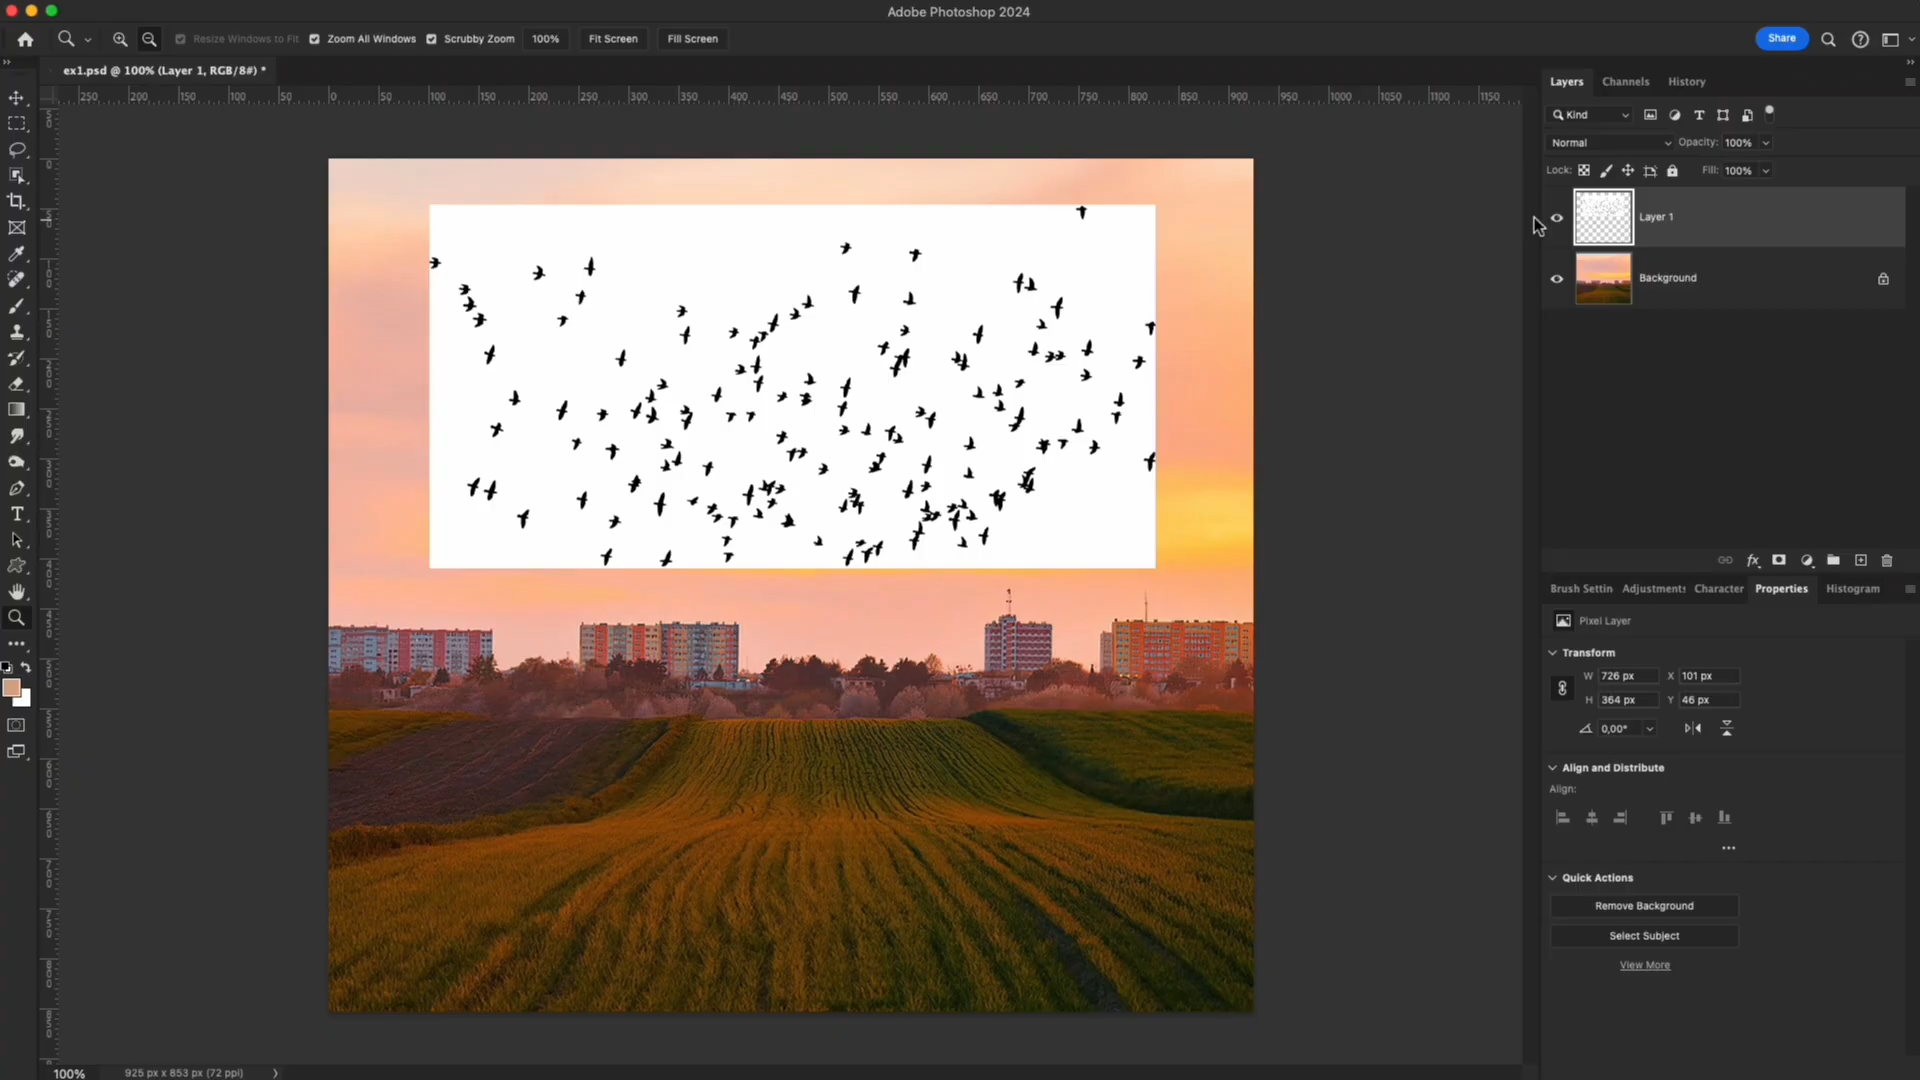 Adobe Photoshop 2024
Resize Windows to Fit
Zoom All Windows
Scrubby Zoom
100%
Fit Screen
Fill Screen
Share
ex1.psd @ 100% (Layer 1, RGB/8#) *
250 200 150 100 50 0 50 100 150 200 250 300 350 400 450 500 550 600 650 700 750 800 850 900 950 1000 1050 1100 1150
Layers
Channels
History
Kind
Normal
Opacity: 100%
Lock:
Fill: 100%
Layer 1
Background
Brush Settin
Adjustments
Character
Properties
Histogram
Pixel Layer
Transform
W 726 px X 101 px
H 364 px Y 46 px
0,00°
Align and Distribute
Align:
Quick Actions
Remove Background
Select Subject
View More
100%
925 px x 853 px (72 ppi)